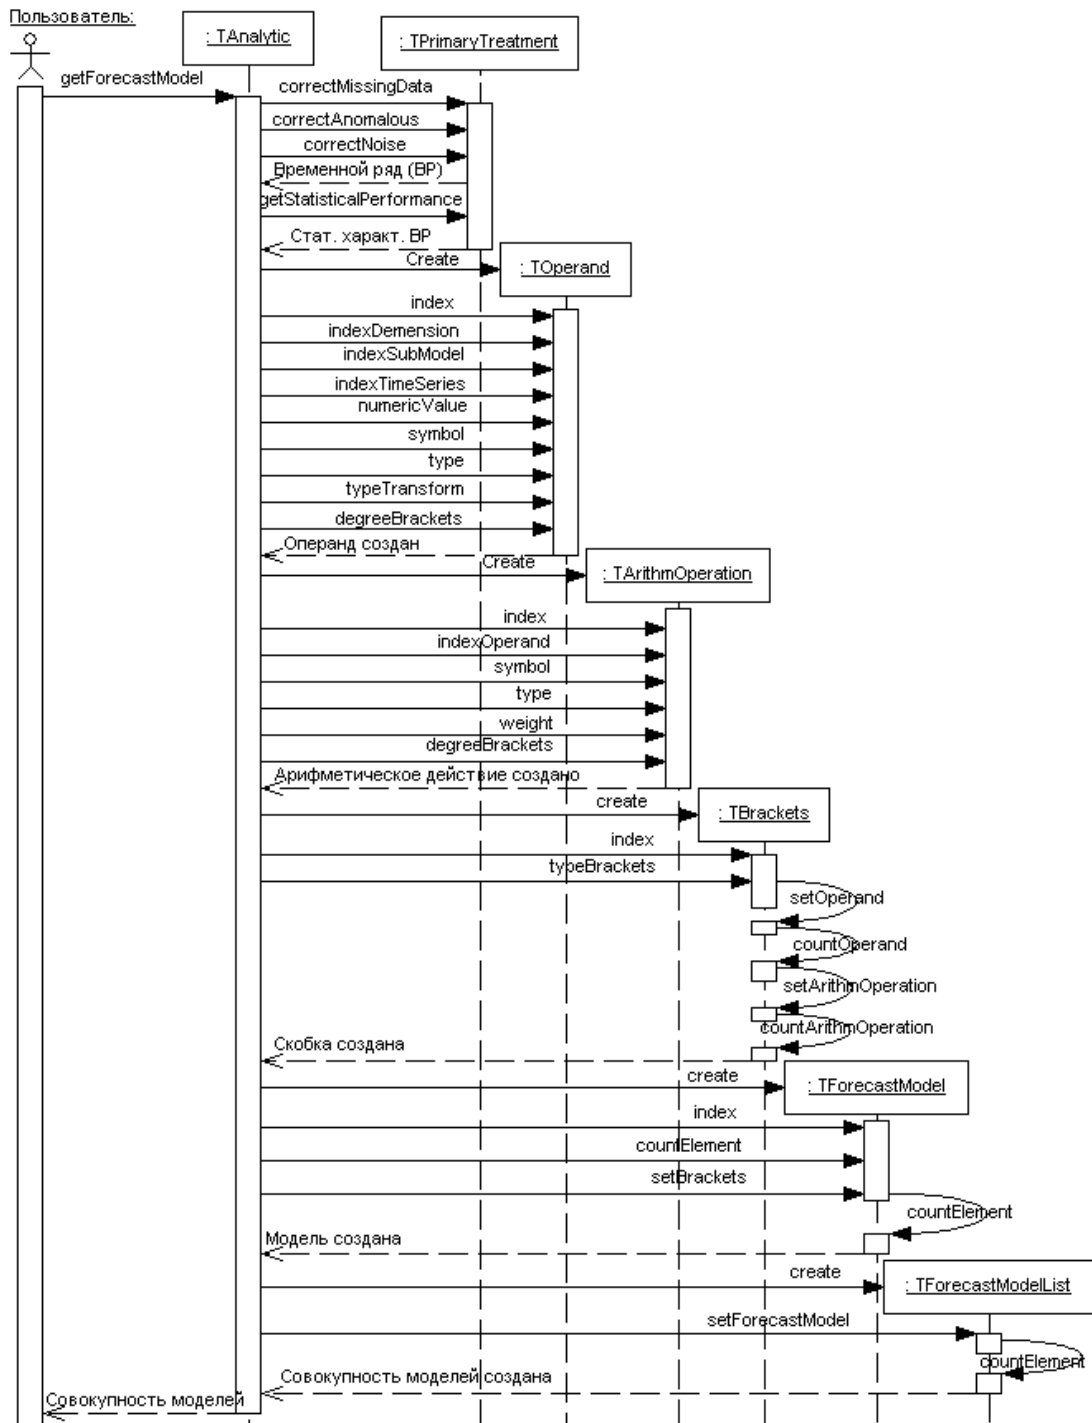 Пользователь:
: TAnalytic
: TPrimaryTreatment
getForecastModel
correctMissingData
correctAnomalous
correctNoise
Временной ряд (ВР)
getStatisticalPerformance
Стат. характ. ВР
Create
: TOperand
index
indexDemension
indexSubModel
indexTimeSeries
numericValue
symbol
type
typeTransform
degreeBrackets
Операнд создан
Create
: TArithmOperation
index
indexOperand
symbol
type
weight
degreeBrackets
Арифметическое действие создано
create
: TBrackets
index
typeBrackets
setOperand
countOperand
setArithmOperation
countArithmOperation
Скобка создана
create
: TForecastModel
index
countElement
setBrackets
countElement
Модель создана
create
: TForecastModelList
setForecastModel
countElement
Совокупность моделей создана
Совокупность моделей